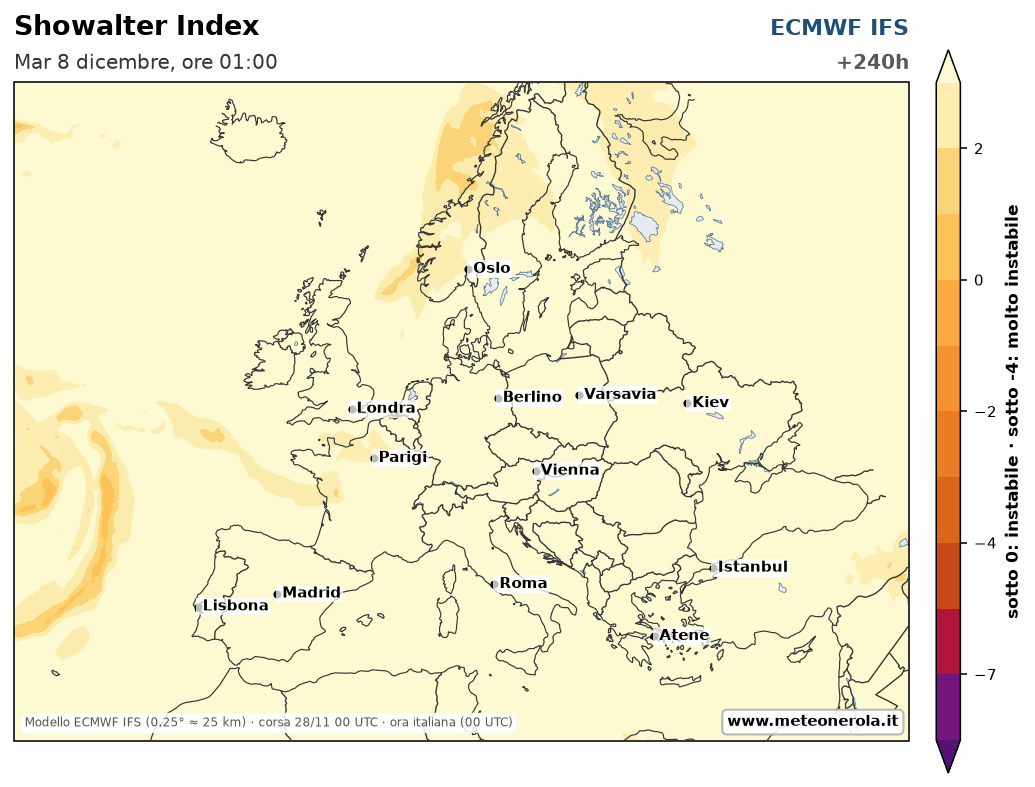 Showalter Index
ECMWF IFS
Mar 8 dicembre, ore 01:00
+240h
Oslo
Londra
Berlino
Varsavia
Kiev
Parigi
Vienna
Istanbul
Roma
Madrid
Lisbona
Atene
2
0
−2
−4
−7
sotto 0: instabile · sotto -4: molto instabile
Modello ECMWF IFS (0,25° ≈ 25 km) · corsa 28/11 00 UTC · ora italiana (00 UTC)
www.meteonerola.it